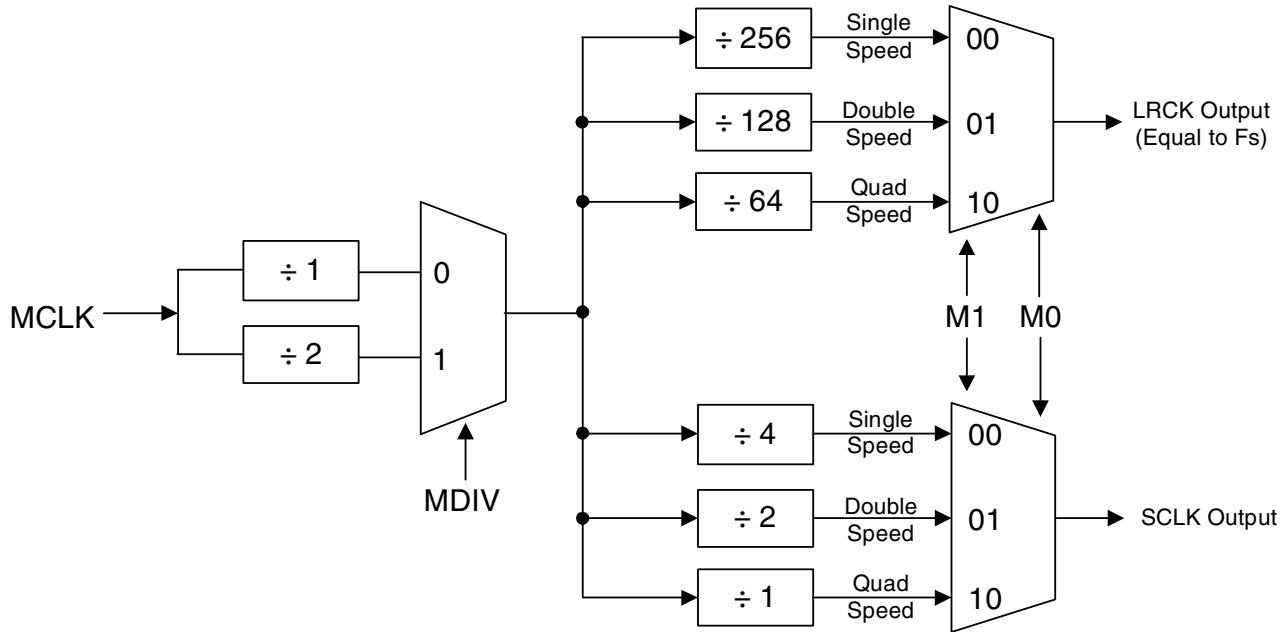 ÷ 256
Single
Speed
00
÷ 128
Double
Speed
01
LRCK Output
(Equal to Fs)
÷ 64
Quad
Speed
10
MCLK
÷ 1
0
÷ 2
1
MDIV
M1
M0
÷ 4
Single
Speed
00
÷ 2
Double
Speed
01
SCLK Output
÷ 1
Quad
Speed
10